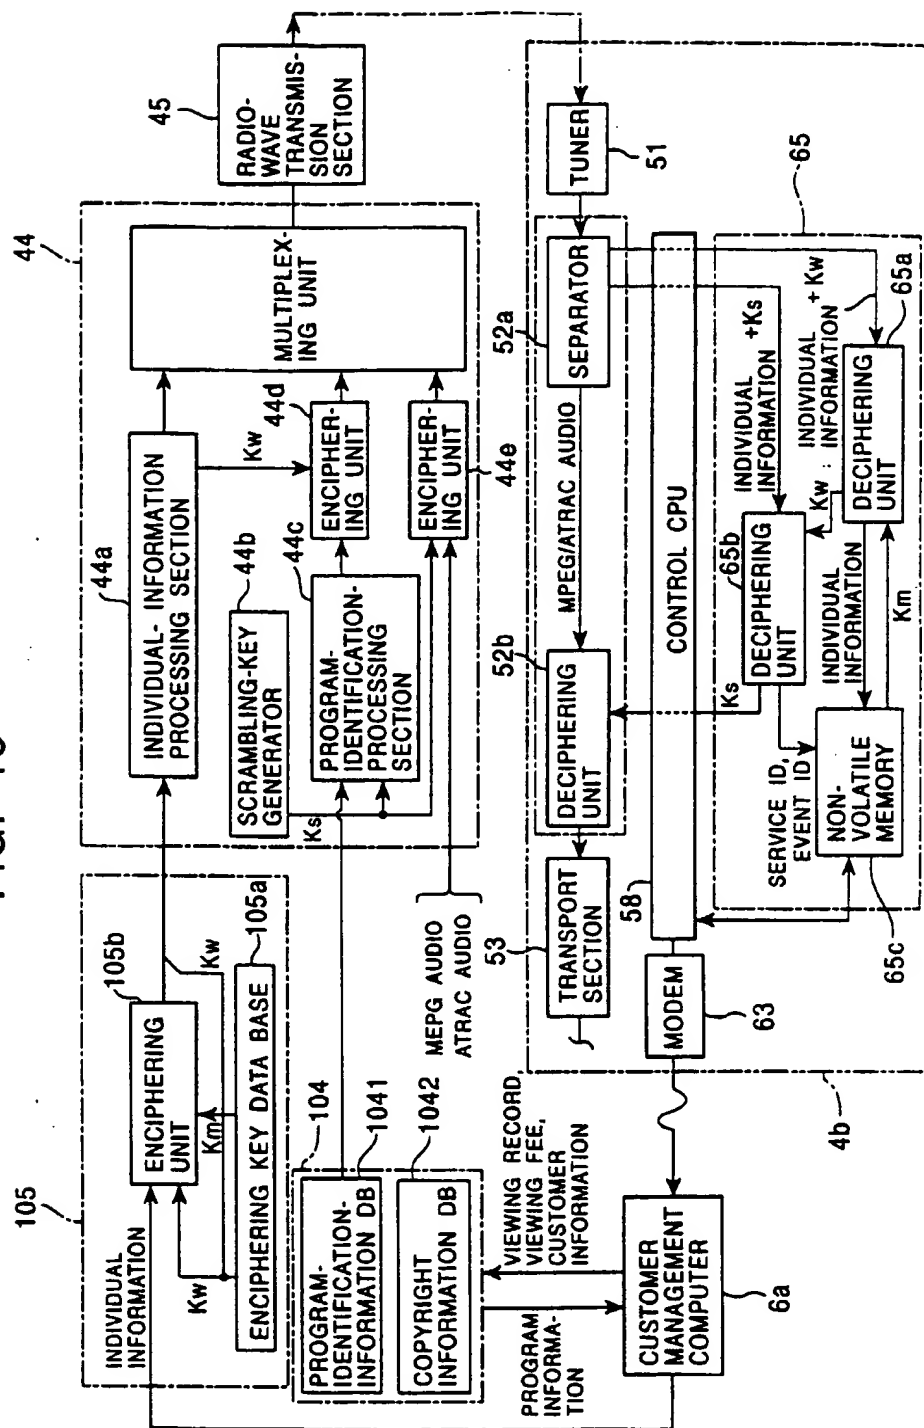 105
INDIVIDUAL
INFORMATION
105b
ENCIPHERING
UNIT
Km
Kw
Kw
105a
ENCIPHERING KEY DATA BASE
104
PROGRAM-
IDENTIFICATION-
INFORMATION DB
1041
COPYRIGHT
INFORMATION DB
1042
PROGRAM
INFORMA-
TION
VIEWING RECORD
VIEWING FEE,
CUSTOMER
INFORMATION
CUSTOMER
MANAGEMENT
COMPUTER
6a
44
44a
INDIVIDUAL-INFORMATION
PROCESSING SECTION
SCRAMBLING-KEY
GENERATOR
44b
44c
PROGRAM-
IDENTIFICATION-
PROCESSING
SECTION
Ks
Kw
44d
ENCIPHER-
ING UNIT
ENCIPHER-
ING UNIT
44e
MEPG AUDIO
ATRAC AUDIO
MULTIPLEX-
ING UNIT
45
RADIO-
WAVE
TRANSMIS-
SION
SECTION
TUNER
51
52a
SEPARATOR
MPEG/ATRAC AUDIO
52b
DECIPHERING
UNIT
53
TRANSPORT
SECTION
58
CONTROL CPU
MODEM
63
4b
65
INDIVIDUAL
INFORMATION
+Ks
INDIVIDUAL
INFORMATION
+ Kw
65a
DECIPHERING
UNIT
Kw
65b
DECIPHERING
UNIT
Ks
INDIVIDUAL
INFORMATION
Km
SERVICE ID,
EVENT ID
NON-
VOLATILE
MEMORY
65c